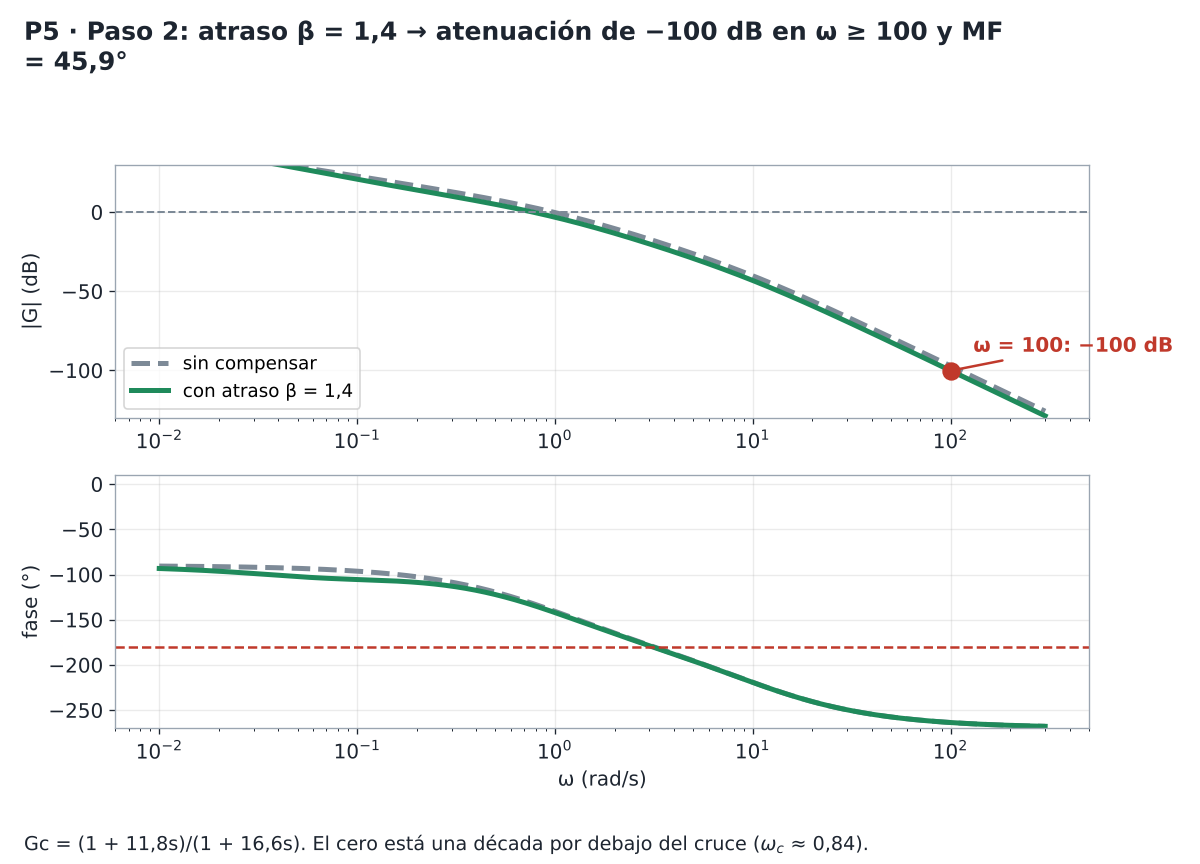 P5 · Paso 2: atraso β = 1,4 → atenuación de −100 dB en ω ≥ 100 y MF
= 45,9°
0
−50
−100
|G| (dB)
ω = 100: −100 dB
sin compensar
con atraso β = 1,4
10⁻² 10⁻¹ 10⁰ 10¹ 10²
0
−50
−100
−150
−200
−250
fase (°)
10⁻² 10⁻¹ 10⁰ 10¹ 10²
ω (rad/s)
Gc = (1 + 11,8s)/(1 + 16,6s). El cero está una década por debajo del cruce (ω_c ≈ 0,84).